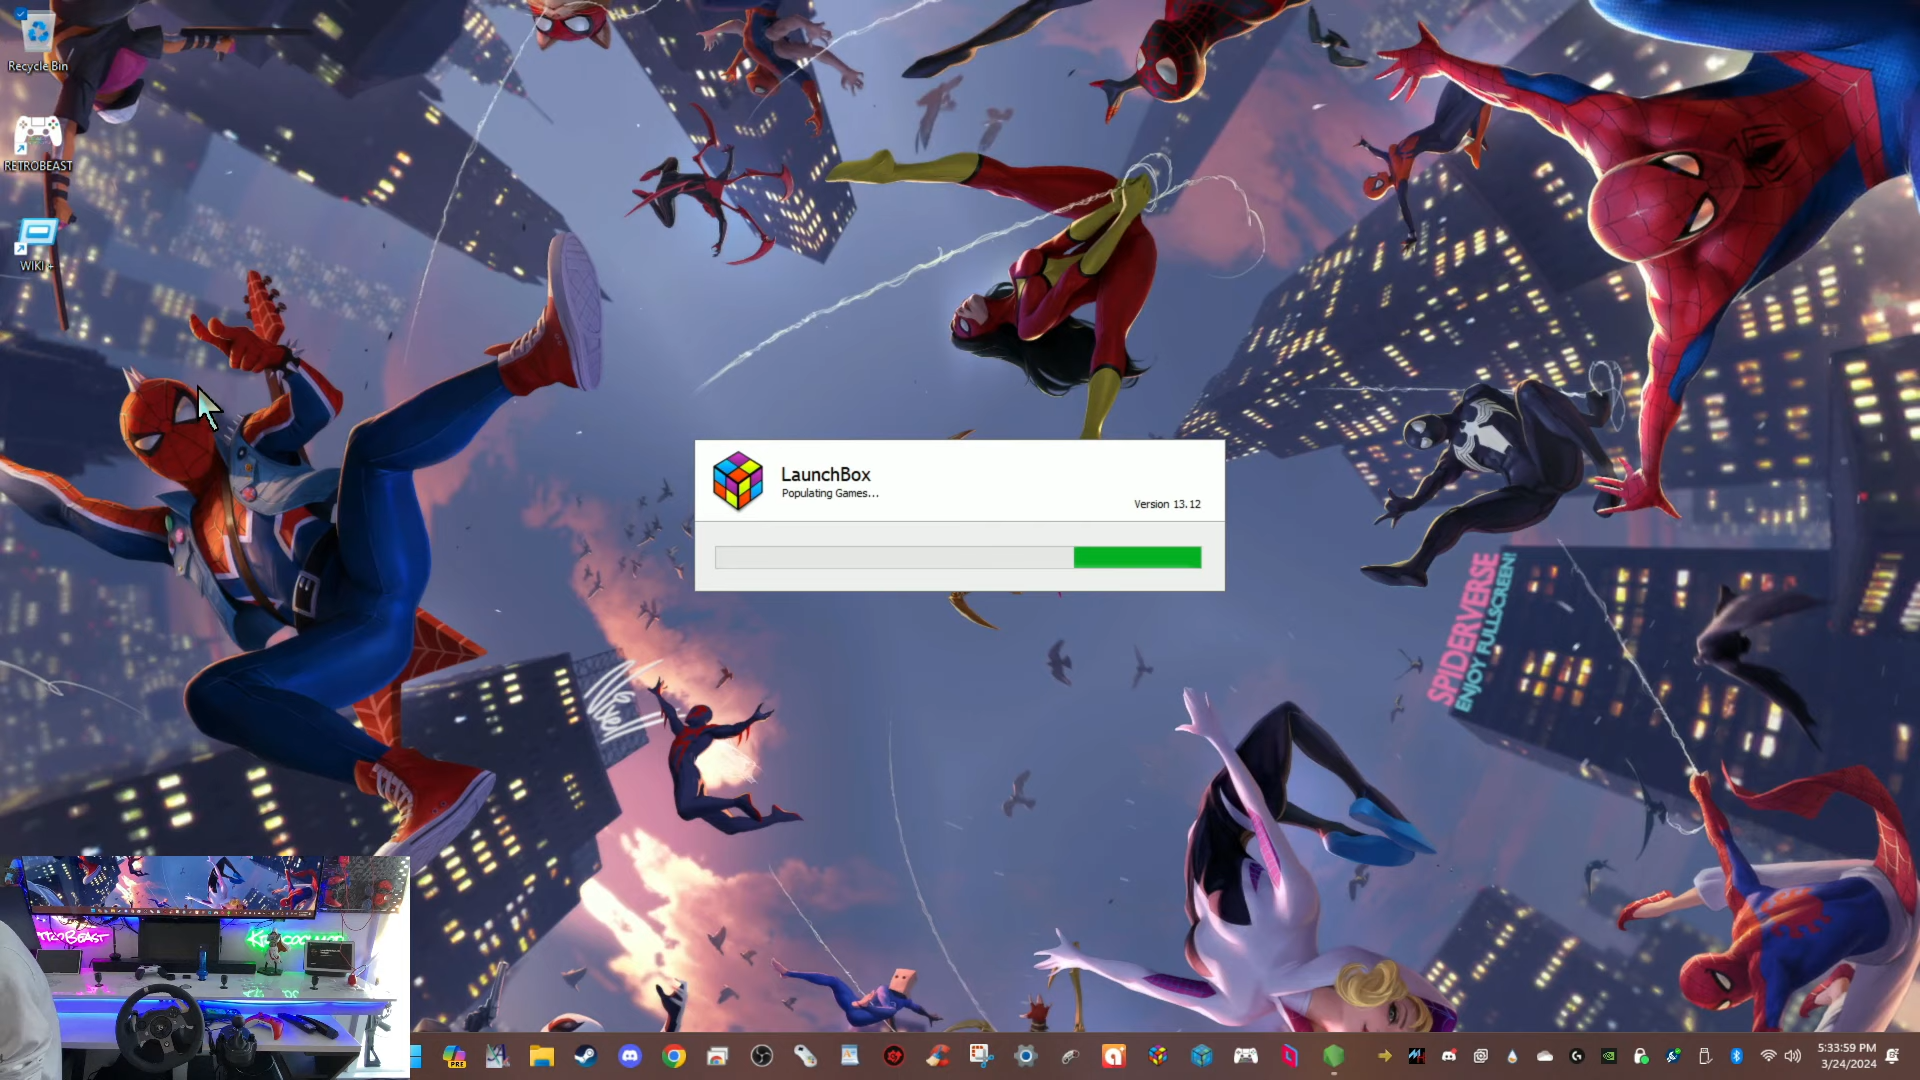 Recycle Bin
RETROBEAST
WIKI +
LaunchBox
Populating Games...
Version 13.12
SPIDERVERSE
ENJOY FULLSCREEN!
PRE
5:33:59 PM
3/24/2024